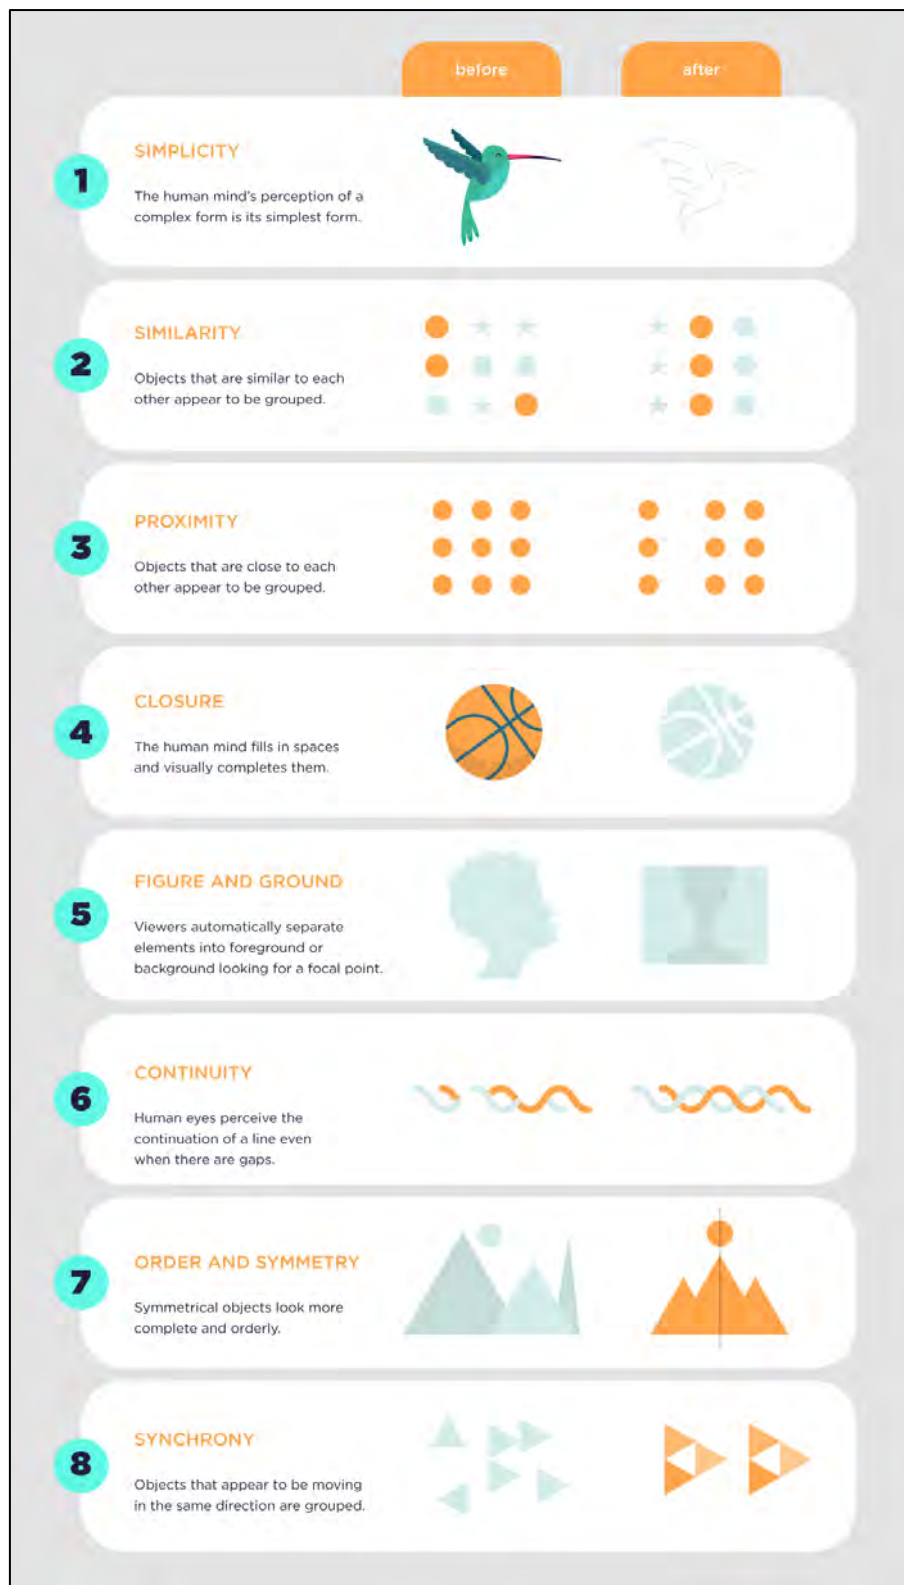 before
after
1
SIMPLICITY
The human mind's perception of a
complex form is its simplest form.
2
SIMILARITY
Objects that are similar to each
other appear to be grouped.
3
PROXIMITY
Objects that are close to each
other appear to be grouped.
4
CLOSURE
The human mind fills in spaces
and visually completes them.
5
FIGURE AND GROUND
Viewers automatically separate
elements into foreground or
background looking for a focal point.
6
CONTINUITY
Human eyes perceive the
continuation of a line even
when there are gaps.
7
ORDER AND SYMMETRY
Symmetrical objects look more
complete and orderly.
8
SYNCHRONY
Objects that appear to be moving
in the same direction are grouped.